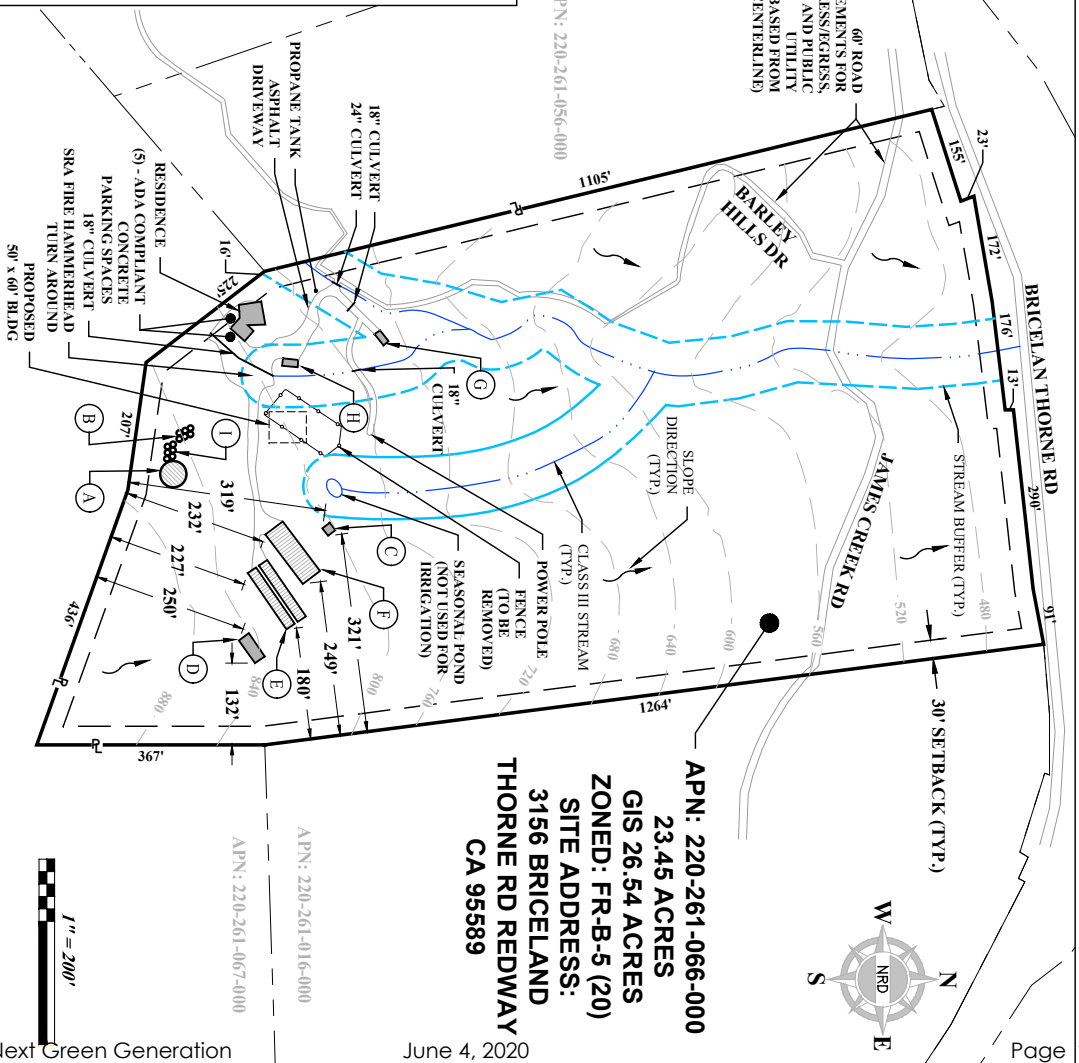 APN: 220-261-056-000
60' ROAD
EMENTS FOR
ESS/EGRESS,
AND PUBLIC
UTILITY
BASED FROM
CENTERLINE)
BRICELAN THORNE RD
BARLEY
HILLS DR
JAMES CREEK RD
23'
155'
172'
176'
13'
290'
91'
1105'
PL
16'
225'
207'
436'
PL
367'
PL
1264'
30' SETBACK (TYP.)
STREAM BUFFER (TYP.)
480
520
560
600
640
680
720
760
800
840
880
SLOPE
DIRECTION
(TYP.)
CLASS III STREAM
(TYP.)
POWER POLE
FENCE
(TO BE
REMOVED)
SEASONAL POND
(NOT USED FOR
IRRIGATION)
18" CULVERT
24" CULVERT
PROPANE TANK
ASPHALT
DRIVEWAY
RESIDENCE
(5) - ADA COMPLIANT
CONCRETE
PARKING SPACES
18" CULVERT
SRA FIRE HAMMERHEAD
TURN AROUND
PROPOSED
50' x 60' BLDG
18"
CULVERT
G
H
I
B
A
C
F
E
D
319'
232'
227'
250'
321'
249'
180'
132'
APN: 220-261-066-000
23.45 ACRES
GIS 26.54 ACRES
ZONED: FR-B-5 (20)
SITE ADDRESS:
3156 BRICELAND
THORNE RD REDWAY
CA 95589
APN: 220-261-016-000
APN: 220-261-067-000
N
W
E
S
NRD
1" = 200'
Next Green Generation
June 4, 2020
Page